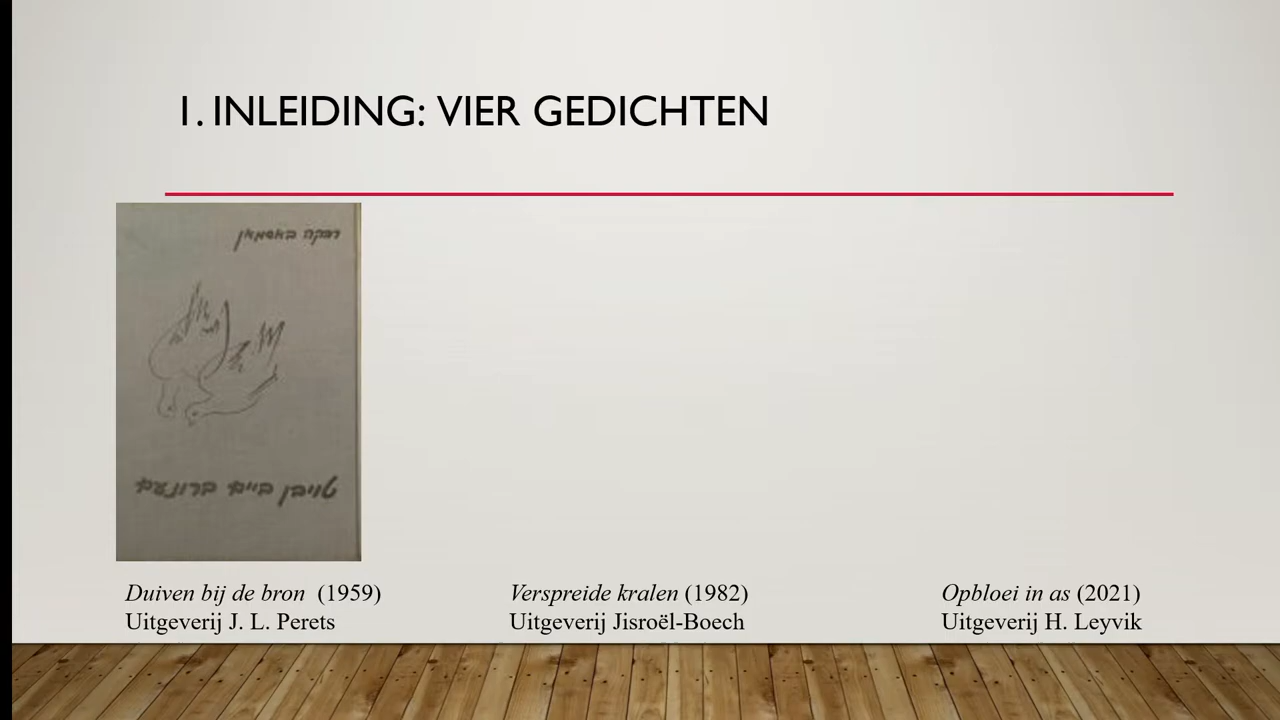 1. INLEIDING: VIER GEDICHTEN
רבקה באסמאן
טויבן ביים ברונעם
Duiven bij de bron (1959)
Uitgeverij J. L. Perets
Verspreide kralen (1982)
Uitgeverij Jisroël-Boech
Opbloei in as (2021)
Uitgeverij H. Leyvik